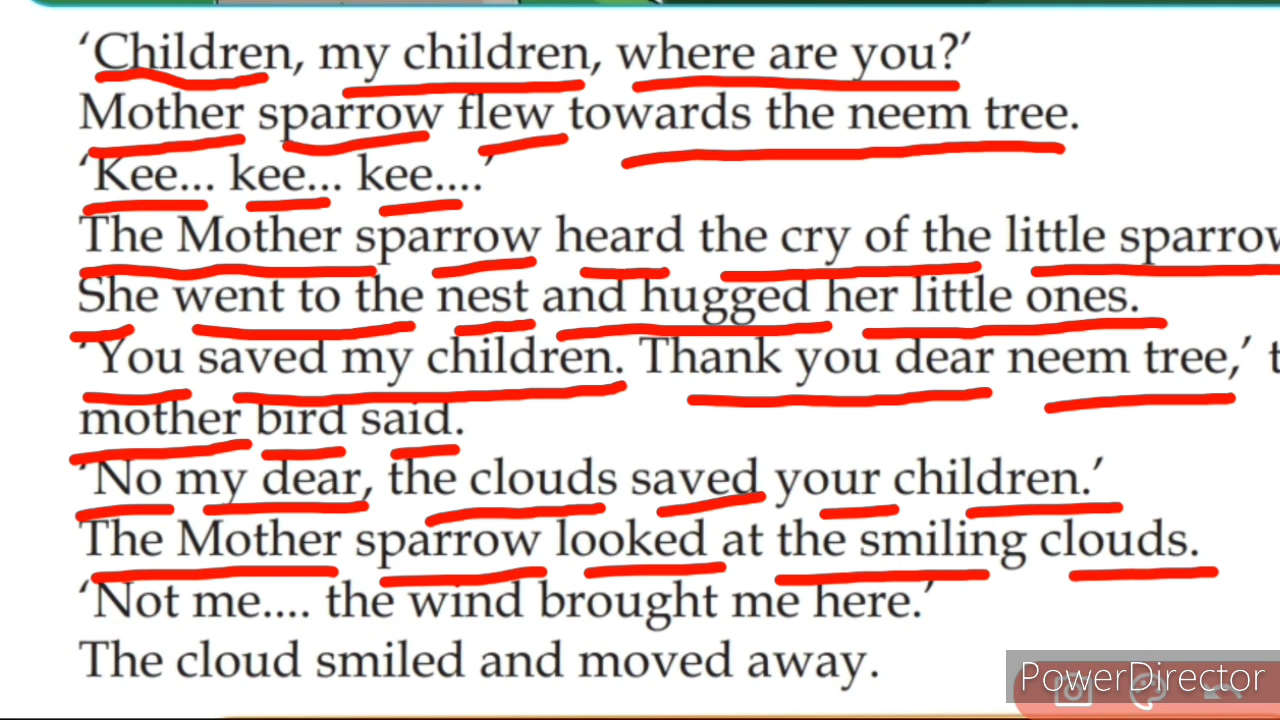 ‘Children, my children, where are you?’
Mother sparrow flew towards the neem tree.
‘Kee... kee... kee....’
The Mother sparrow heard the cry of the little
She went to the nest and hugged her little ones.
‘You saved my children. Thank you dear neem tree,’
mother bird said.
‘No my dear, the clouds saved your children.’
The Mother sparrow looked at the smiling clouds.
‘Not me.... the wind brought me here.’
The cloud smiled and moved away.
PowerDirector